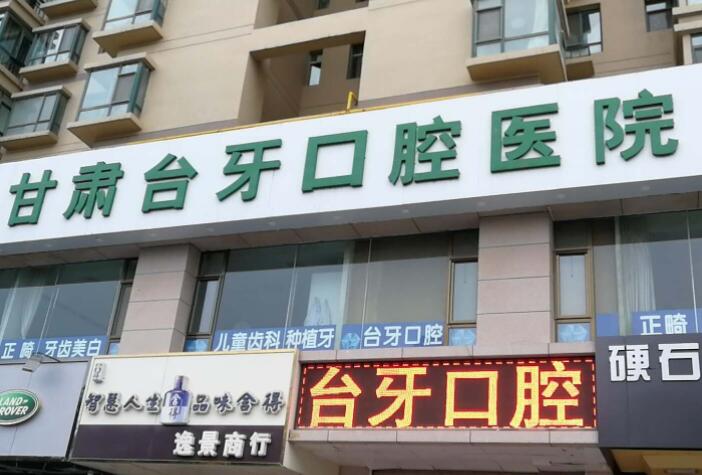 甘肃台牙口腔医院
正畸 牙齿美白
儿童齿科 种植牙
台牙口腔
正畸
LAND-
ROVER
智慧人生 舍得 品味舍得
逸景商行
台牙口腔
硬石